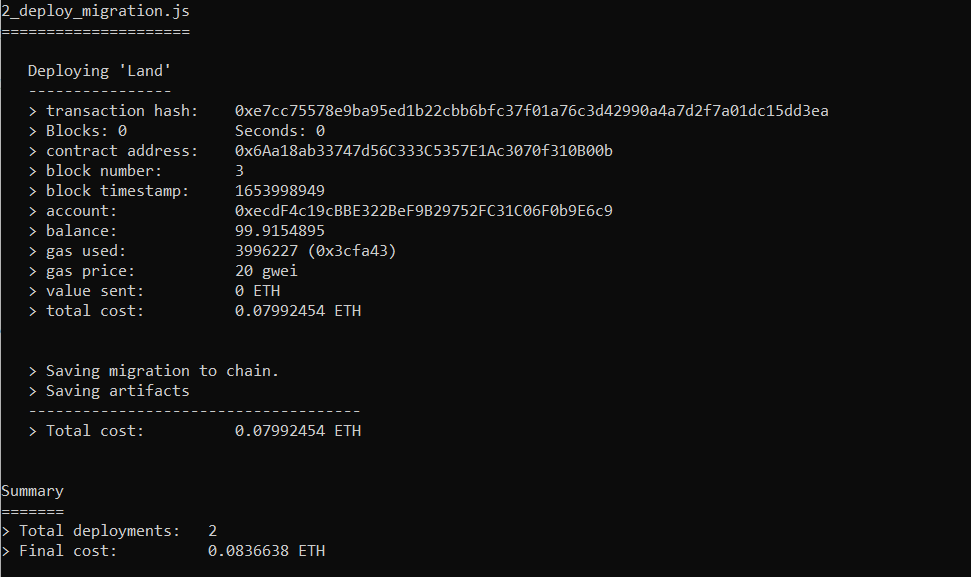 2_deploy_migration.js
=====================
Deploying 'Land'
----------------
> transaction hash: 0xe7cc75578e9ba95ed1b22cbb6bfc37f01a76c3d42990a4a7d2f7a01dc15dd3ea
> Blocks: 0 Seconds: 0
> contract address: 0x6Aa18ab33747d56C333C5357E1Ac3070f310B00b
> block number: 3
> block timestamp: 1653998949
> account: 0xecdF4c19cBBE322BeF9B29752FC31C06F0b9E6c9
> balance: 99.9154895
> gas used: 3996227 (0x3cfa43)
> gas price: 20 gwei
> value sent: 0 ETH
> total cost: 0.07992454 ETH
> Saving migration to chain.
> Saving artifacts
-------------------------------------
> Total cost: 0.07992454 ETH
Summary
=======
> Total deployments: 2
> Final cost: 0.0836638 ETH